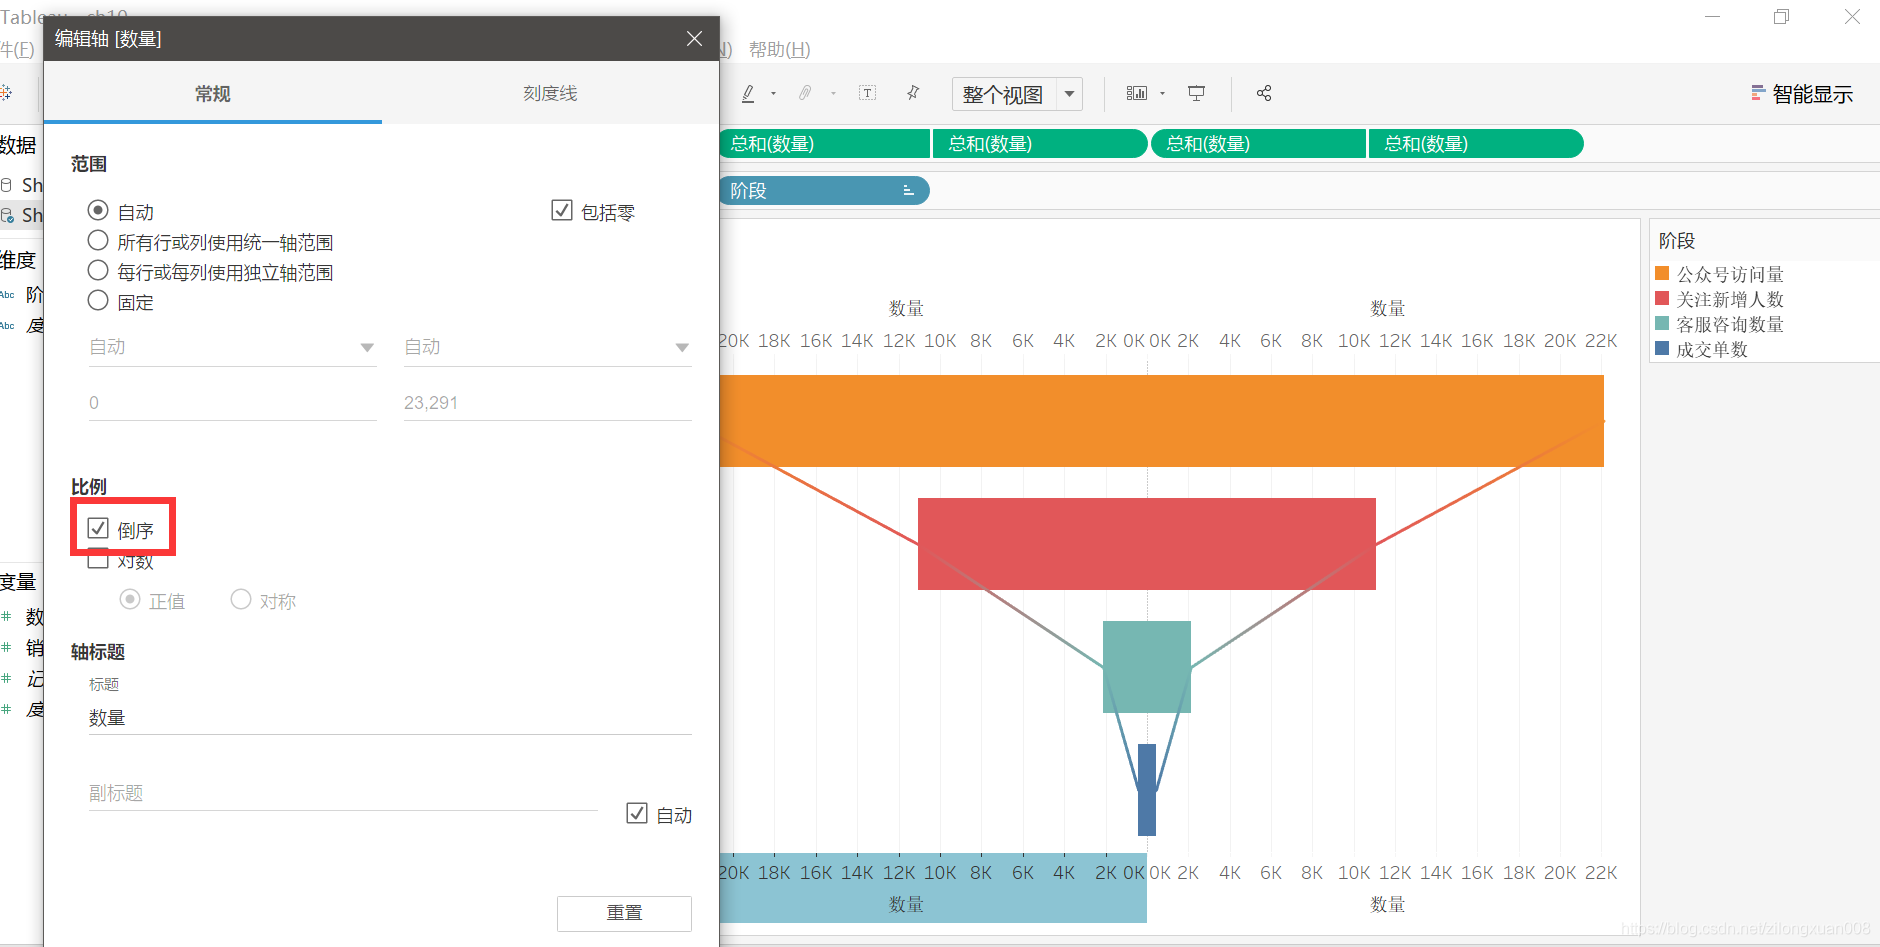 Tableau - ch10
编辑轴 [数量]
件(F)
N) 帮助(H)
常规
刻度线
整个视图
智能显示
数据
总和(数量) 总和(数量) 总和(数量) 总和(数量)
范围
Sh
阶段
自动
包括零
Sh
所有行或列使用统一轴范围
维度
每行或每列使用独立轴范围
Abc 阶
固定
Abc 度
阶段
公众号访问量
关注新增人数
客服咨询数量
成交单数
数量 数量
20K 18K 16K 14K 12K 10K 8K 6K 4K 2K 0K 0K 2K 4K 6K 8K 10K 12K 14K 16K 18K 20K 22K
自动 自动
0 23,291
比例
倒序
对数
正值 对称
度量
数
销
记
度
轴标题
标题
数量
副标题
自动
20K 18K 16K 14K 12K 10K 8K 6K 4K 2K 0K 0K 2K 4K 6K 8K 10K 12K 14K 16K 18K 20K 22K
数量 数量
重置
https://blog.csdn.net/zilongxuan008